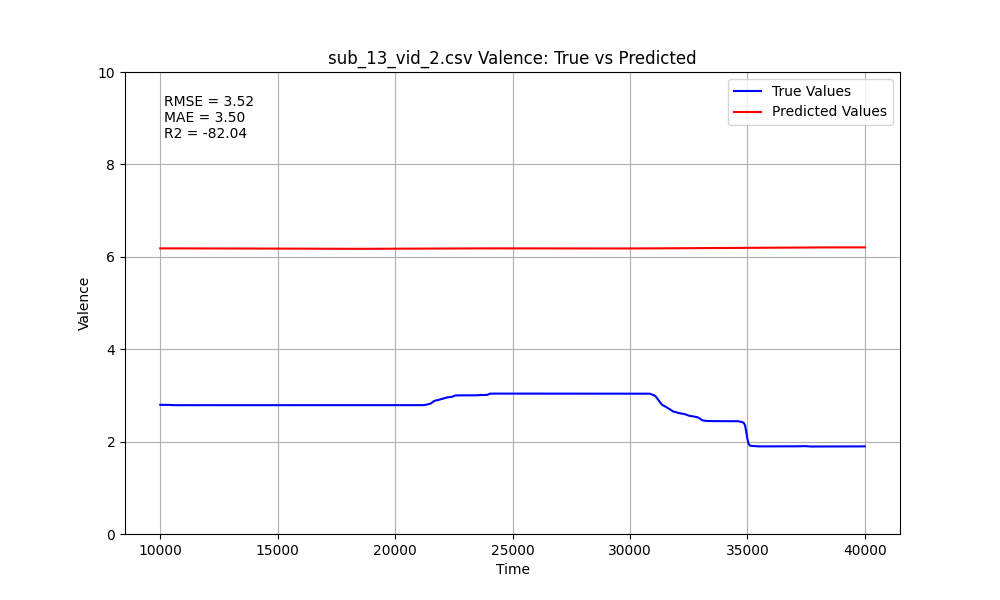 sub_13_vid_2.csv Valence: True vs Predicted
RMSE = 3.52
MAE = 3.50
R2 = -82.04
True Values
Predicted Values
10
8
6
4
2
0
Valence
10000 15000 20000 25000 30000 35000 40000
Time